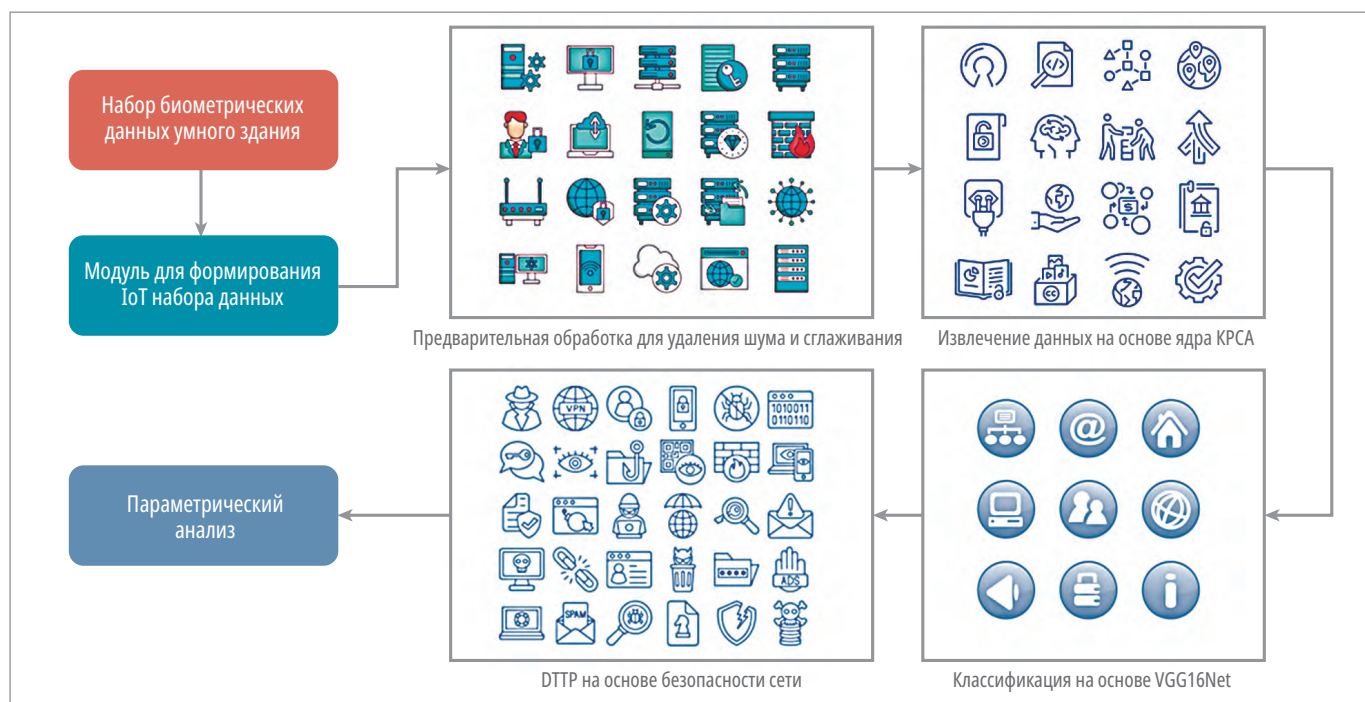 Набор биометрических
данных умного здания
Модуль для формирования
IoT набора данных
Предварительная обработка для удаления шума и сглаживания
</>
CC
Извлечение данных на основе ядра KPCA
@
Классификация на основе VGG16Net
VPN
1010011
0110110
ADS
SPAM
DTTP на основе безопасности сети
Параметрический
анализ